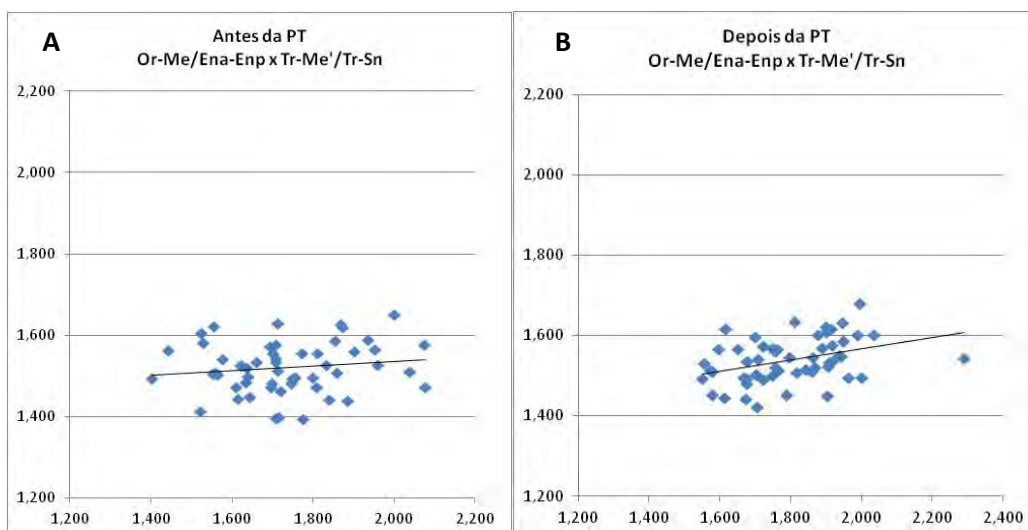 A
Antes da PT
Or-Me/Ena-Enp x Tr-Me'/Tr-Sn
2,200
2,000
1,800
1,600
1,400
1,200
1,200 1,400 1,600 1,800 2,000 2,200
B
Depois da PT
Or-Me/Ena-Enp x Tr-Me'/Tr-Sn
2,200
2,000
1,800
1,600
1,400
1,200
1,200 1,400 1,600 1,800 2,000 2,200 2,400